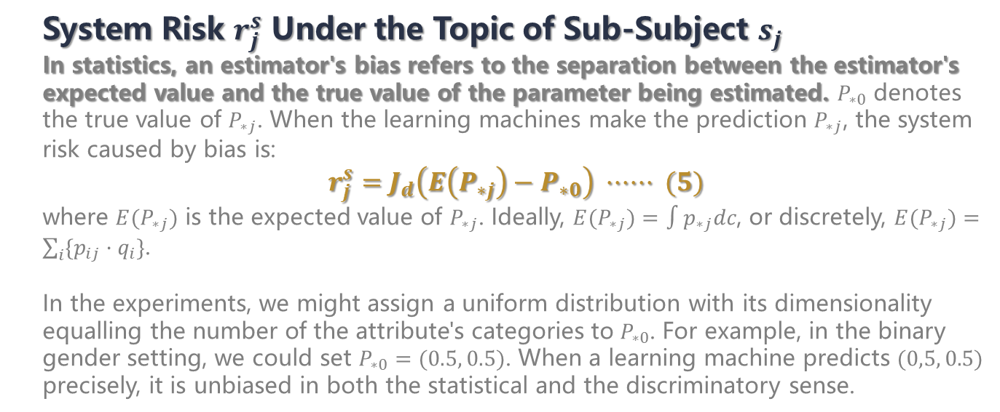 System Risk $r_j^s$ Under the Topic of Sub-Subject $s_j$
In statistics, an estimator's bias refers to the separation between the estimator's
expected value and the true value of the parameter being estimated. $P_{*0}$ denotes
the true value of $P_{*j}$. When the learning machines make the prediction $P_{*j}$, the system
risk caused by bias is:
$r_j^s = J_d(E(P_{*j}) - P_{*0})$ ······ (5)
where $E(P_{*j})$ is the expected value of $P_{*j}$. Ideally, $E(P_{*j}) = \int p_{*j}dc$, or discretely, $E(P_{*j}) =$
$\sum_i\{p_{ij} \cdot q_i\}$.
In the experiments, we might assign a uniform distribution with its dimensionality
equalling the number of the attribute's categories to $P_{*0}$. For example, in the binary
gender setting, we could set $P_{*0} = (0.5, 0.5)$. When a learning machine predicts $(0,5, 0.5)$
precisely, it is unbiased in both the statistical and the discriminatory sense.